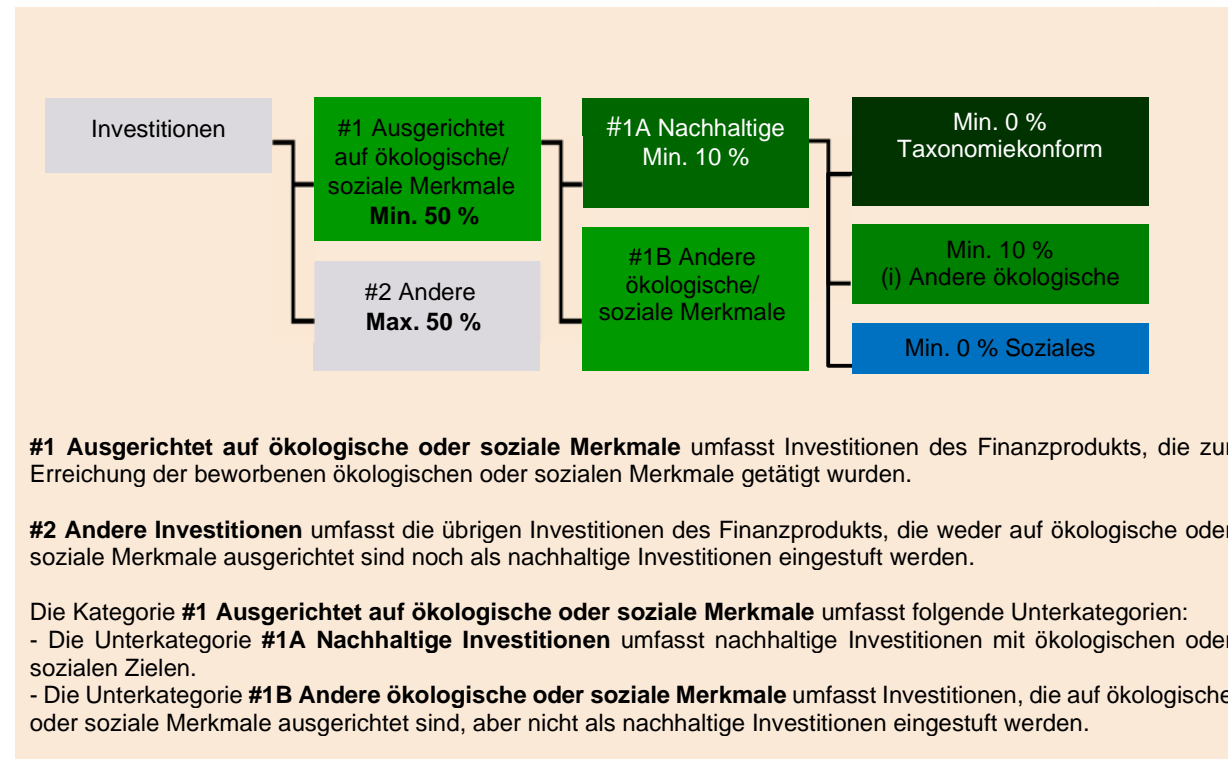 Investitionen
#1 Ausgerichtet
auf ökologische/
soziale Merkmale
Min. 50 %
#2 Andere
Max. 50 %
#1A Nachhaltige
Min. 10 %
#1B Andere
ökologische/
soziale Merkmale
Min. 0 %
Taxonomiekonform
Min. 10 %
(i) Andere ökologische
Min. 0 % Soziales
#1 Ausgerichtet auf ökologische oder soziale Merkmale umfasst Investitionen des Finanzprodukts, die zur
Erreichung der beworbenen ökologischen oder sozialen Merkmale getätigt wurden.
#2 Andere Investitionen umfasst die übrigen Investitionen des Finanzprodukts, die weder auf ökologische oder
soziale Merkmale ausgerichtet sind noch als nachhaltige Investitionen eingestuft werden.
Die Kategorie #1 Ausgerichtet auf ökologische oder soziale Merkmale umfasst folgende Unterkategorien:
- Die Unterkategorie #1A Nachhaltige Investitionen umfasst nachhaltige Investitionen mit ökologischen oder
sozialen Zielen.
- Die Unterkategorie #1B Andere ökologische oder soziale Merkmale umfasst Investitionen, die auf ökologische
oder soziale Merkmale ausgerichtet sind, aber nicht als nachhaltige Investitionen eingestuft werden.